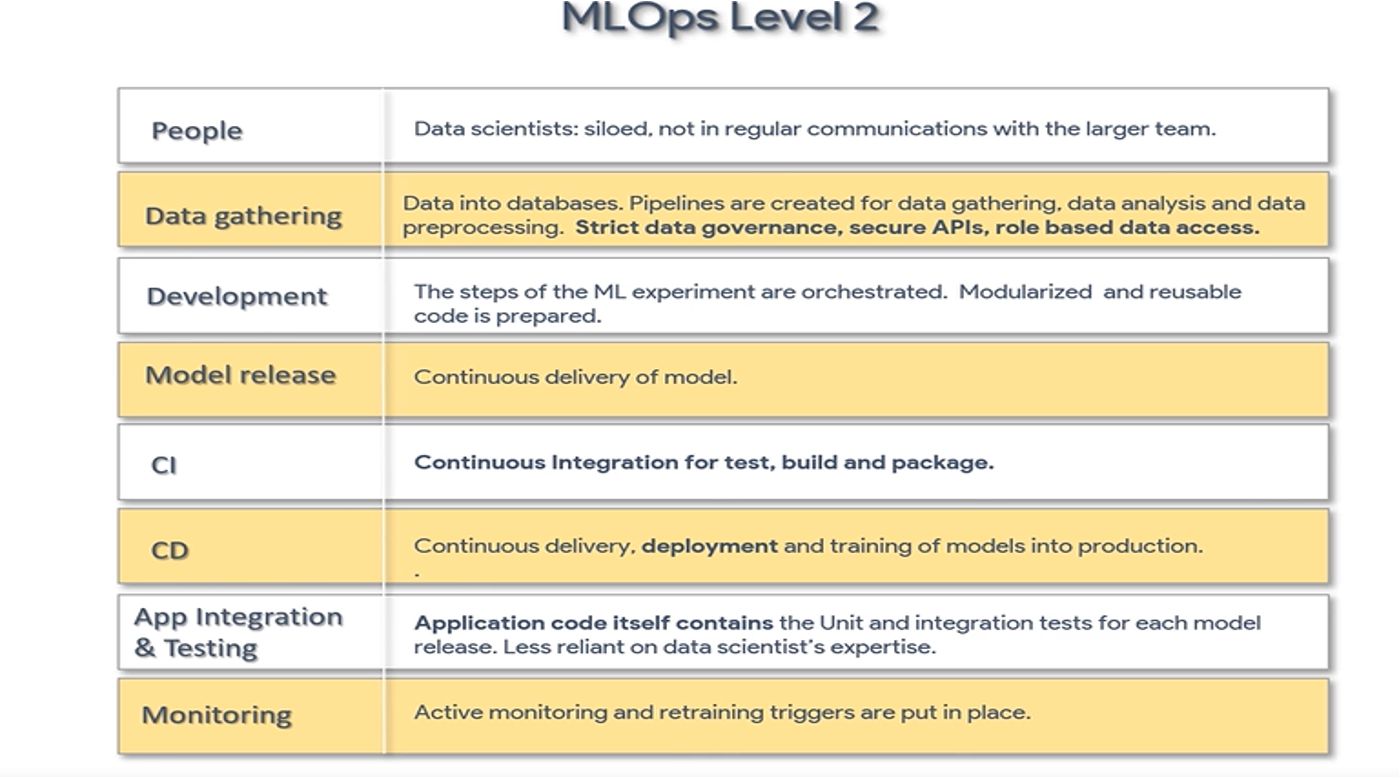 MLOps Level 2
People
Data scientists: siloed, not in regular communications with the larger team.
Data gathering
Data into databases. Pipelines are created for data gathering, data analysis and data
preprocessing. Strict data governance, secure APIs, role based data access.
Development
The steps of the ML experiment are orchestrated. Modularized and reusable
code is prepared.
Model release
Continuous delivery of model.
CI
Continuous Integration for test, build and package.
CD
Continuous delivery, deployment and training of models into production.
.
App Integration
& Testing
Application code itself contains the Unit and integration tests for each model
release. Less reliant on data scientist's expertise.
Monitoring
Active monitoring and retraining triggers are put in place.